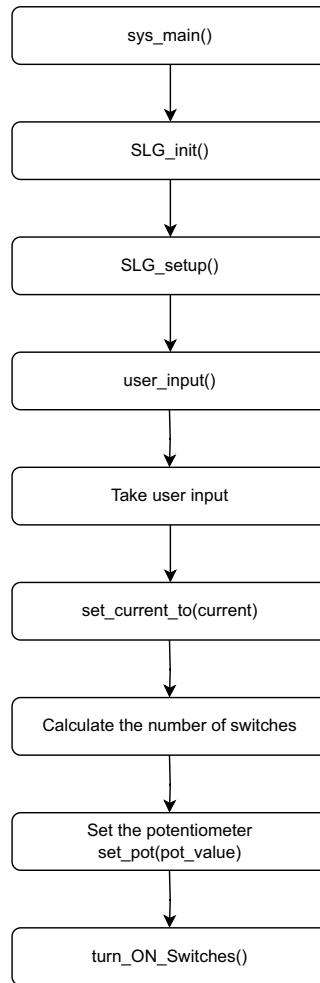 sys_main()
SLG_init()
SLG_setup()
user_input()
Take user input
set_current_to(current)
Calculate the number of switches
Set the potentiometer
set_pot(pot_value)
turn_ON_Switches()